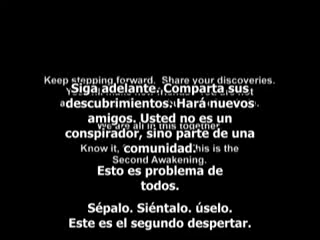 Keep stepping forward. Share your discoveries.
Siga adelante. Comparta sus
descubrimientos. Hará nuevos
amigos. Usted no es un
We are all in this together
conspirador, sino parte de una
comunidad.
Know it, his is the
Second Awakening.
Esto es problema de
todos.
Sépalo. Siéntalo. úselo.
Este es el segundo despertar.